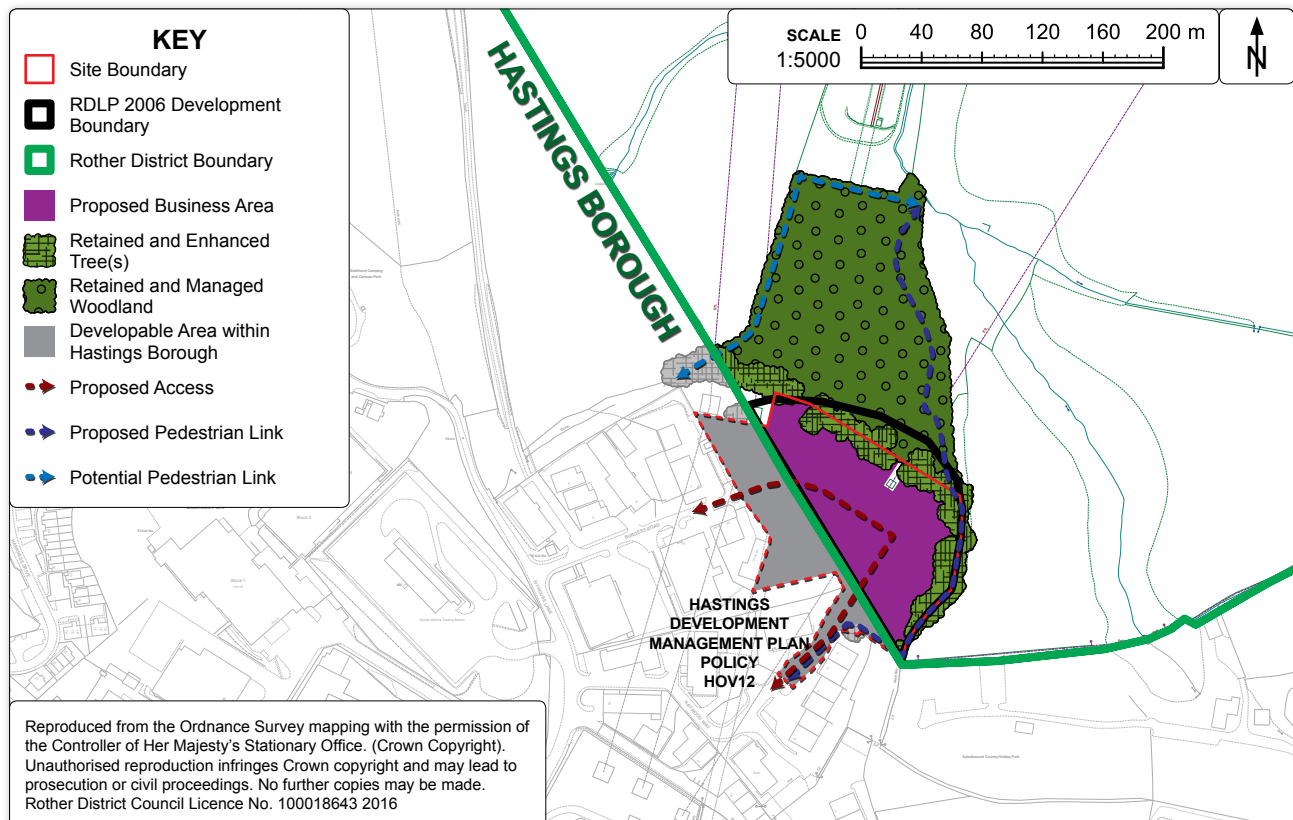 KEY
Site Boundary
RDLP 2006 Development
Boundary
Rother District Boundary
Proposed Business Area
Retained and Enhanced
Tree(s)
Retained and Managed
Woodland
Developable Area within
Hastings Borough
Proposed Access
Proposed Pedestrian Link
Potential Pedestrian Link
SCALE
1:5000
0 40 80 120 160 200 m
N
HASTINGS BOROUGH
HASTINGS
DEVELOPMENT
MANAGEMENT PLAN
POLICY
HOV12
Block 1
Block 2
Reproduced from the Ordnance Survey mapping with the permission of
the Controller of Her Majesty's Stationary Office. (Crown Copyright).
Unauthorised reproduction infringes Crown copyright and may lead to
prosecution or civil proceedings. No further copies may be made.
Rother District Council Licence No. 100018643 2016